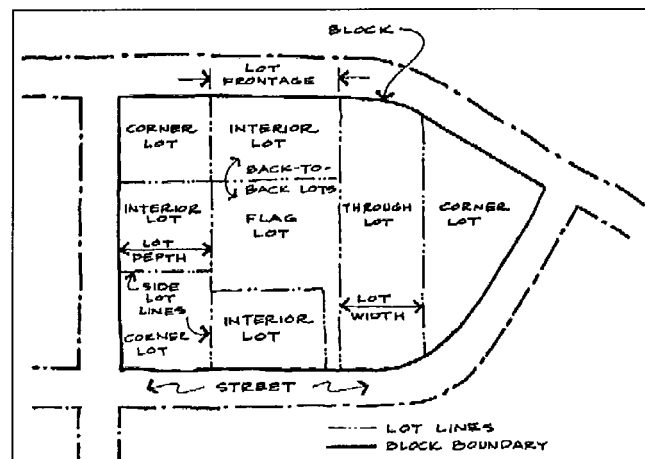 BLOCK
LOT
FRONTAGE
CORNER
LOT
INTERIOR
LOT
BACK-TO-
BACK LOTS
INTERIOR
LOT
FLAG
LOT
THROUGH
LOT
CORNER
LOT
LOT
DEPTH
SIDE
LOT
LINES
CORNER
LOT
INTERIOR
LOT
LOT
WIDTH
STREET
LOT LINES
BLOCK BOUNDARY